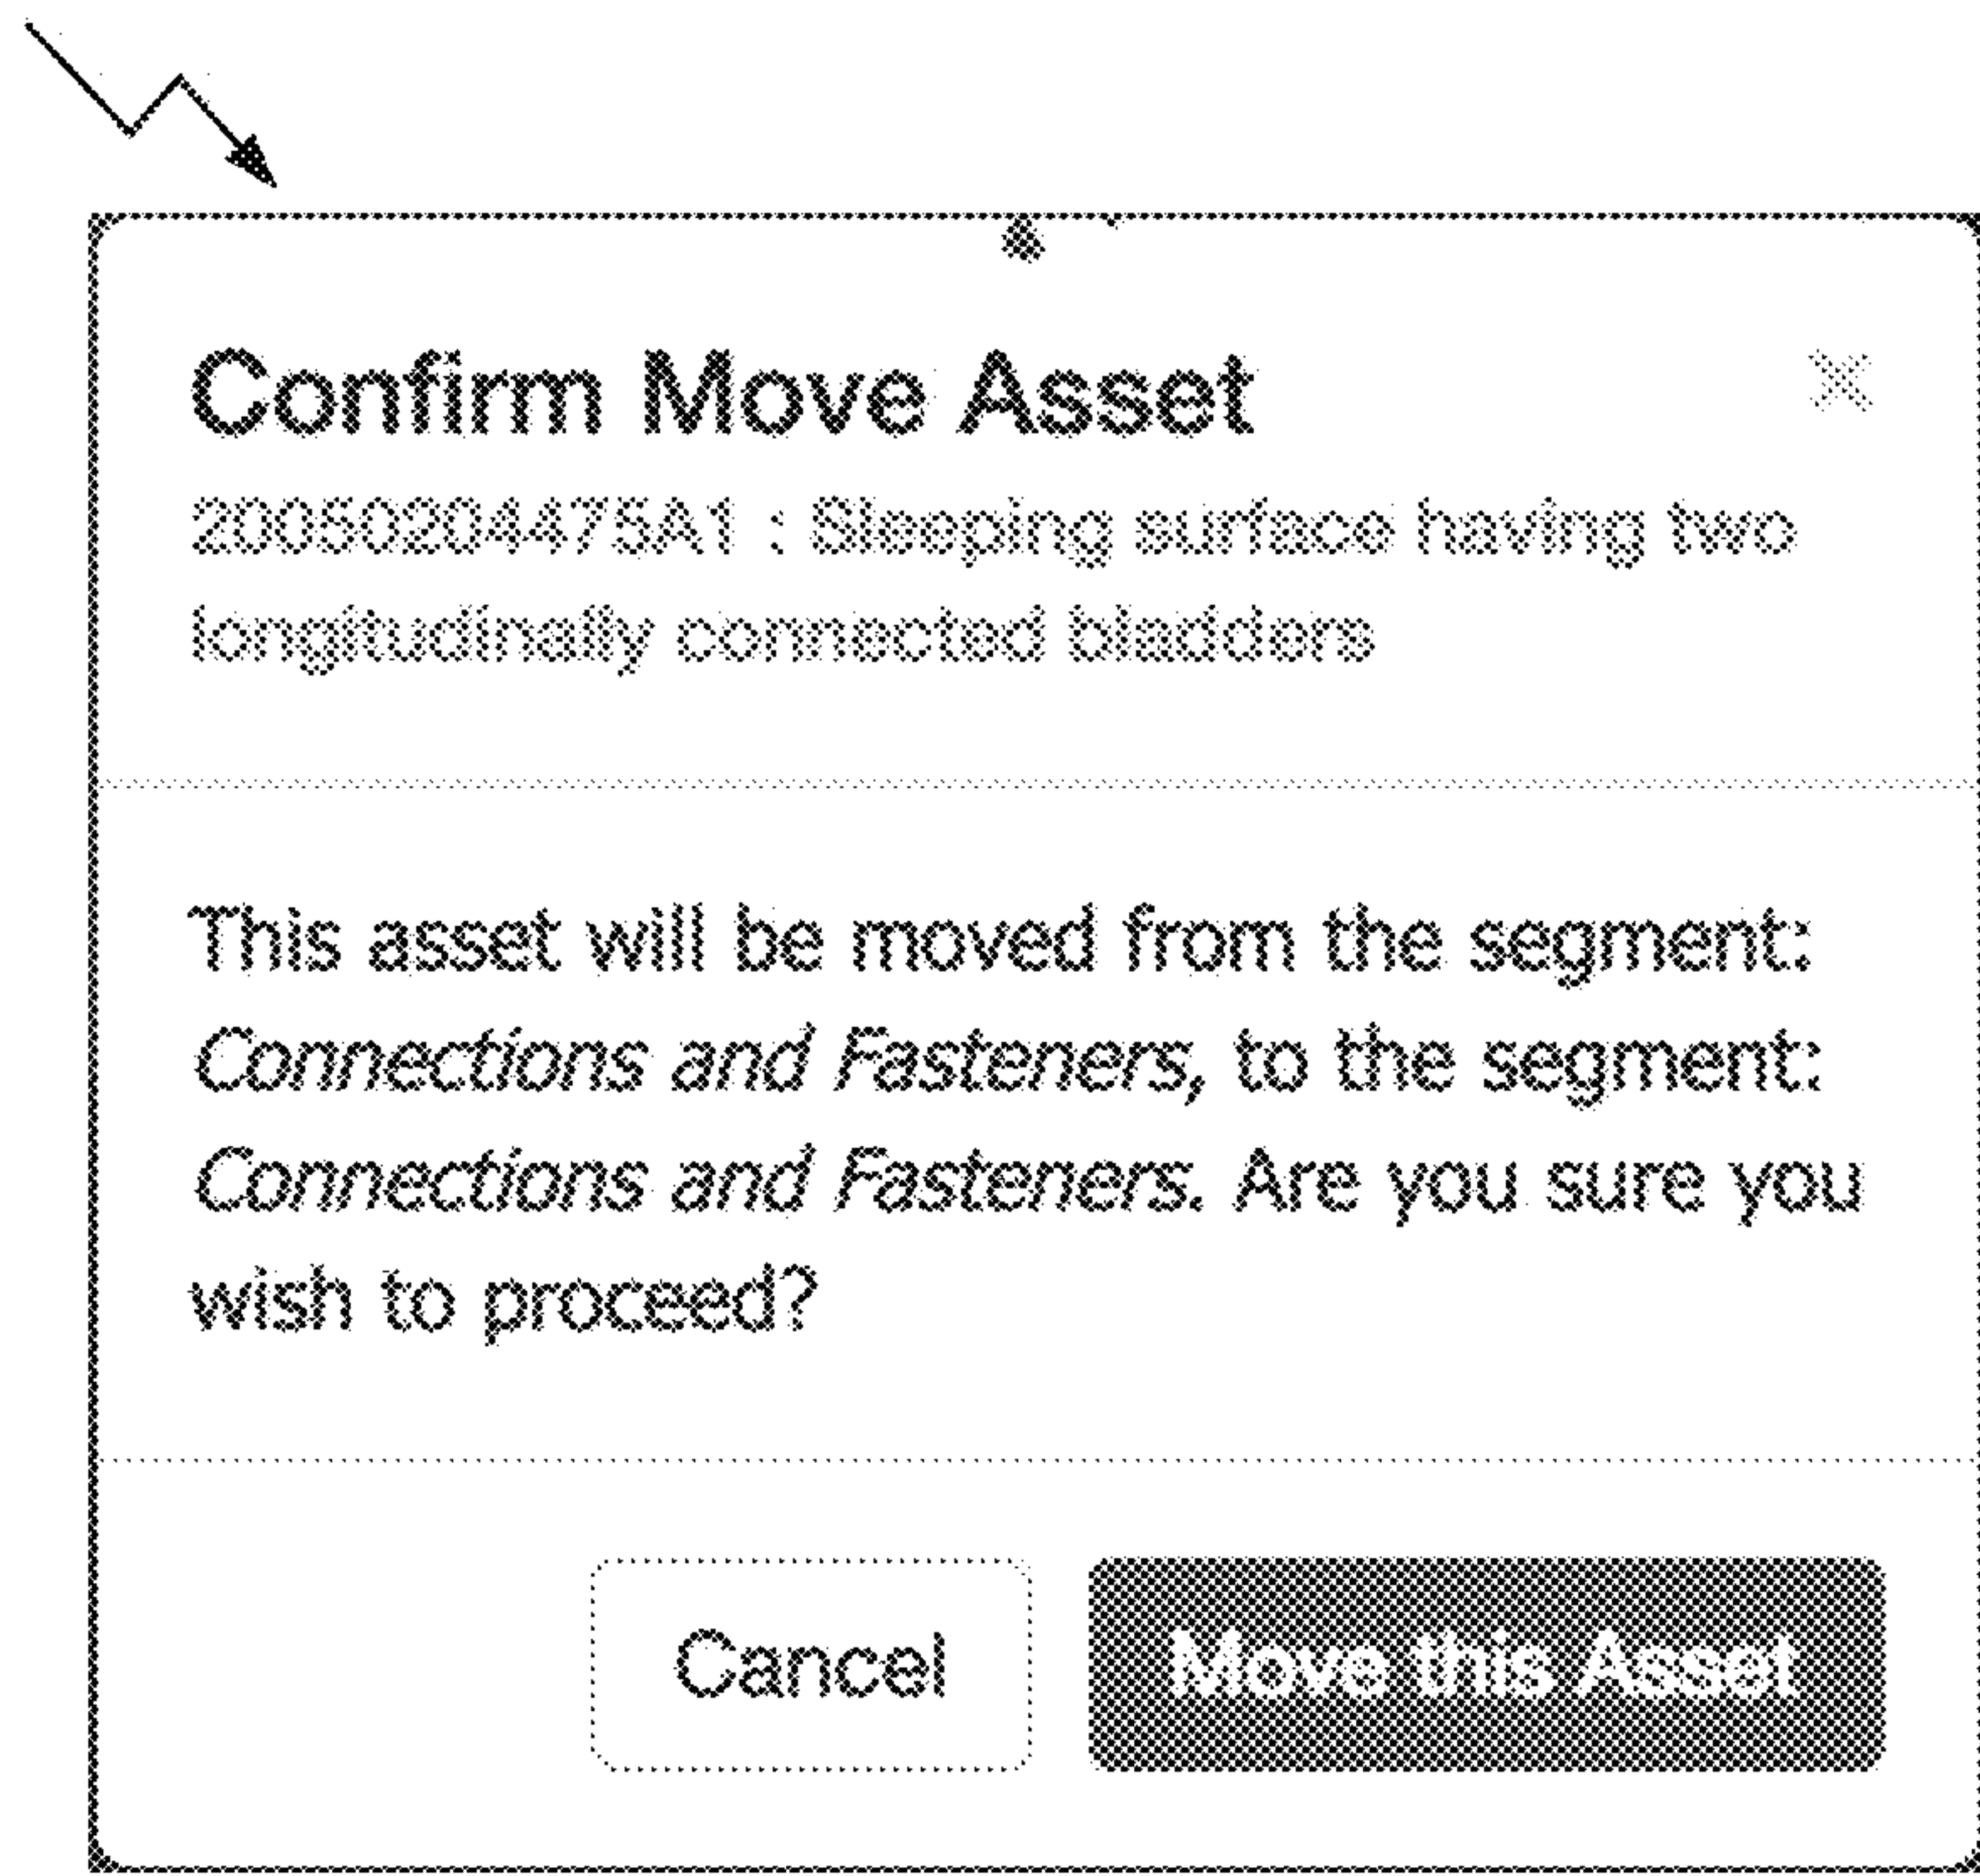 Confirm Move Asset
20050204475A1 : Sleeping surface having two
longitudinally connected bladders
This asset will be moved from the segment:
Connections and Fasteners, to the segment:
Connections and Fasteners. Are you sure you
wish to proceed?
Cancel
Move this Asset